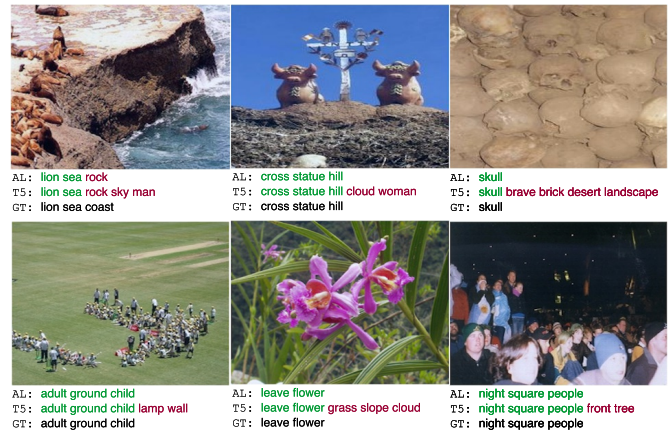 AL: lion sea rock
T5: lion sea rock sky man
GT: lion sea coast
AL: cross statue hill
T5: cross statue hill cloud woman
GT: cross statue hill
AL: skull
T5: skull brave brick desert landscape
GT: skull
AL: adult ground child
T5: adult ground child lamp wall
GT: adult ground child
AL: leave flower
T5: leave flower grass slope cloud
GT: leave flower
AL: night square people
T5: night square people front tree
GT: night square people